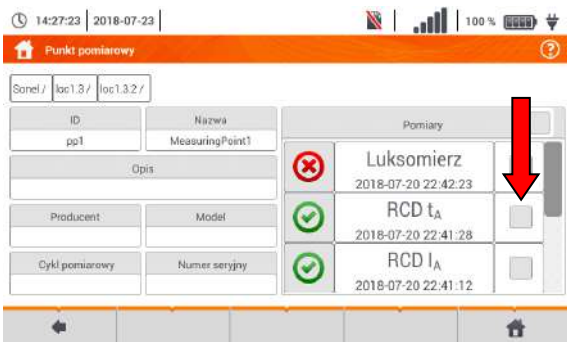 14:27:23 2018-07-23 100 %
Punkt pomiarowy
Sonel / loc1.3 / loc1.3.2 /
ID Nazwa Pomiary
pp1 MeasuringPoint1
Opis
Luksomierz
2018-07-20 22:42:23
Producent Model
RCD tA
2018-07-20 22:41:28
Cykl pomiarowy Numer seryjny
RCD IA
2018-07-20 22:41:12